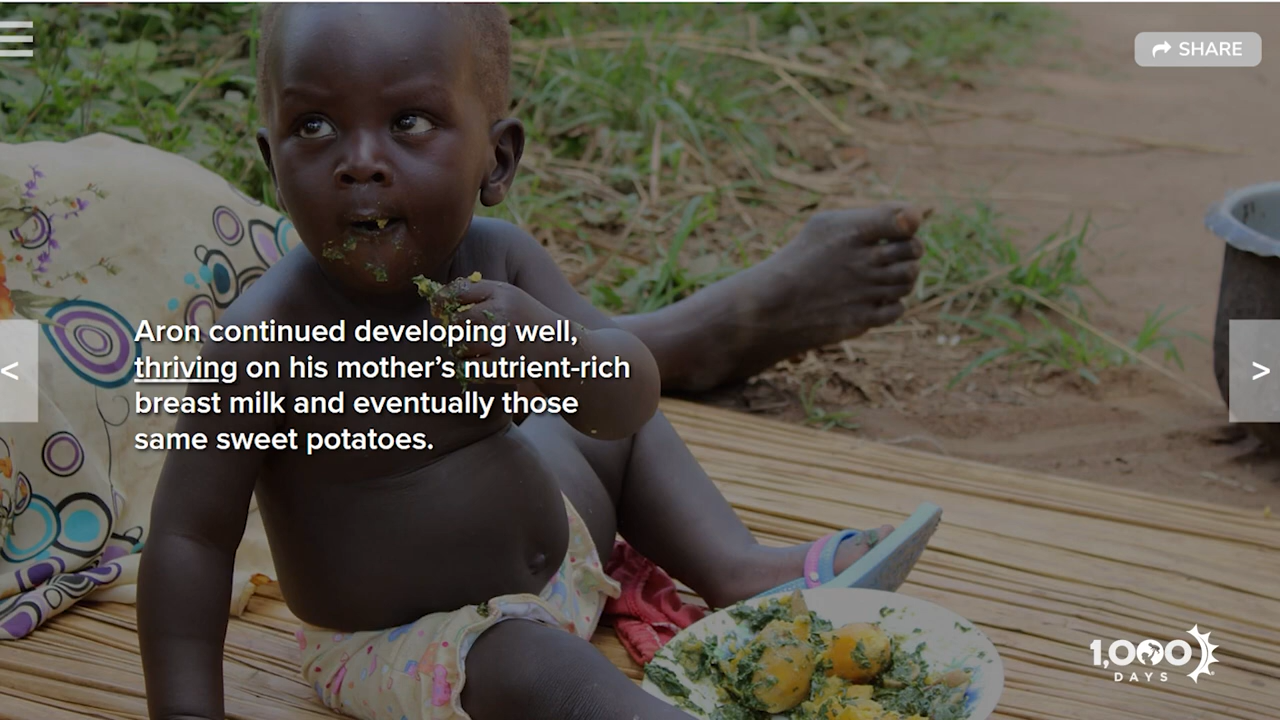 SHARE
Aron continued developing well,
thriving on his mother’s nutrient-rich
breast milk and eventually those
same sweet potatoes.
<
>
1,000
DAYS